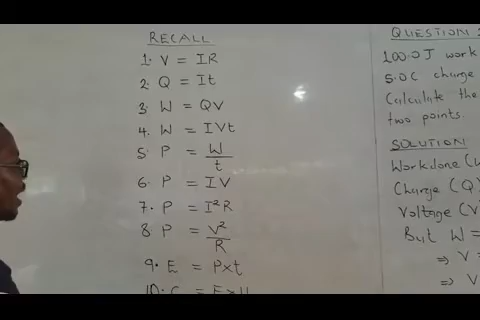 RECALL
1. V = IR
2. Q = It
3. W = QV
4. W = IVt
5. P = W/t
6. P = IV
7. P = I²R
8. P = V²/R
9. E = P×t
10. C = E×U
QUESTION
100.0J work
5.0C charge
Calculate the
two points.
SOLUTION
Workdone (
Charge (Q)
Voltage (V
But W =
⇒ V =
⇒ V